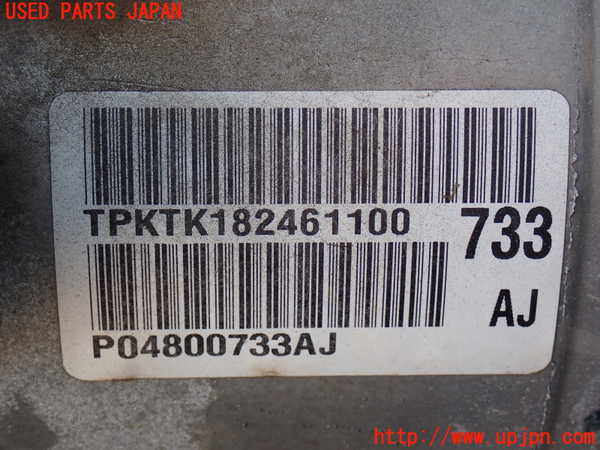 USED PARTS JAPAN
TPKTK182461100
733
AJ
P04800733AJ
http://www.upjpn.com/